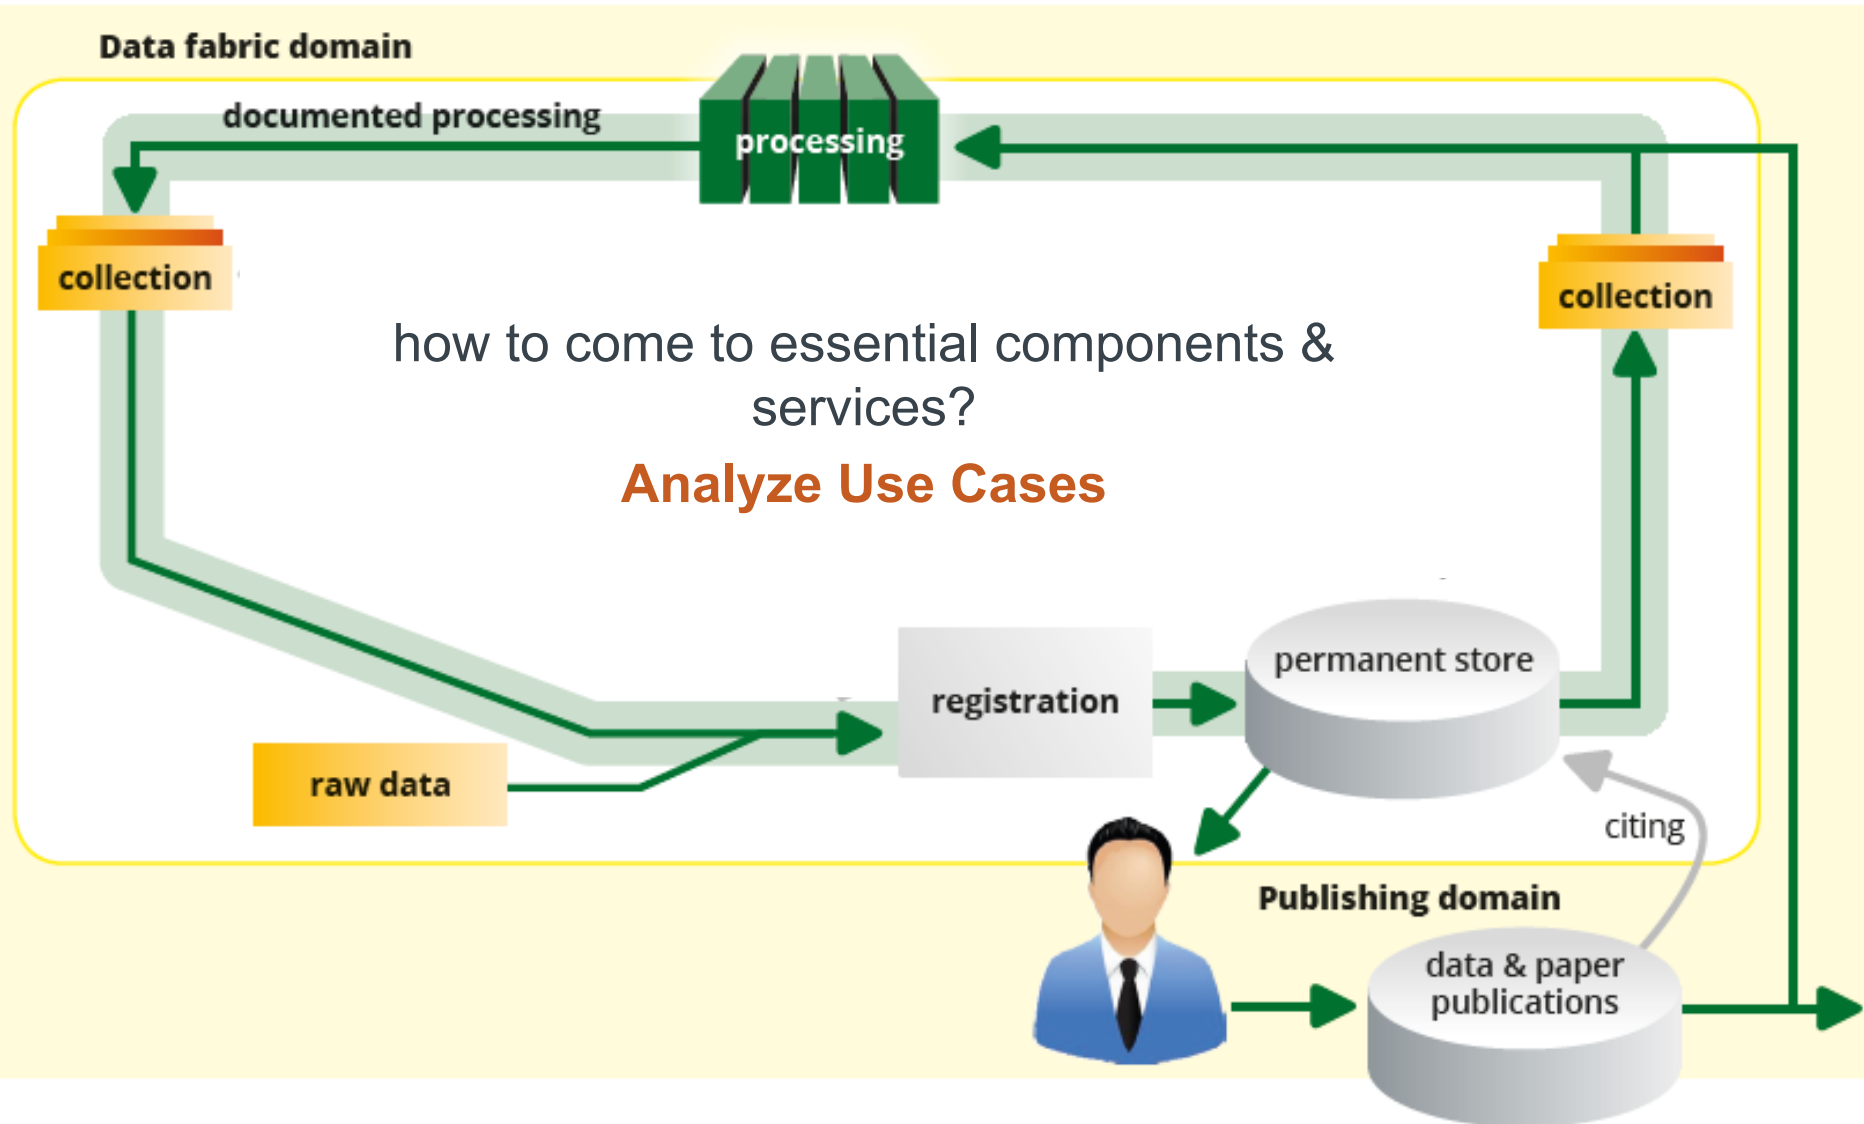 Data fabric domain
documented processing
processing
collection
collection
how to come to essential components &
services?
Analyze Use Cases
permanent store
registration
raw data
citing
Publishing domain
data & paper
publications